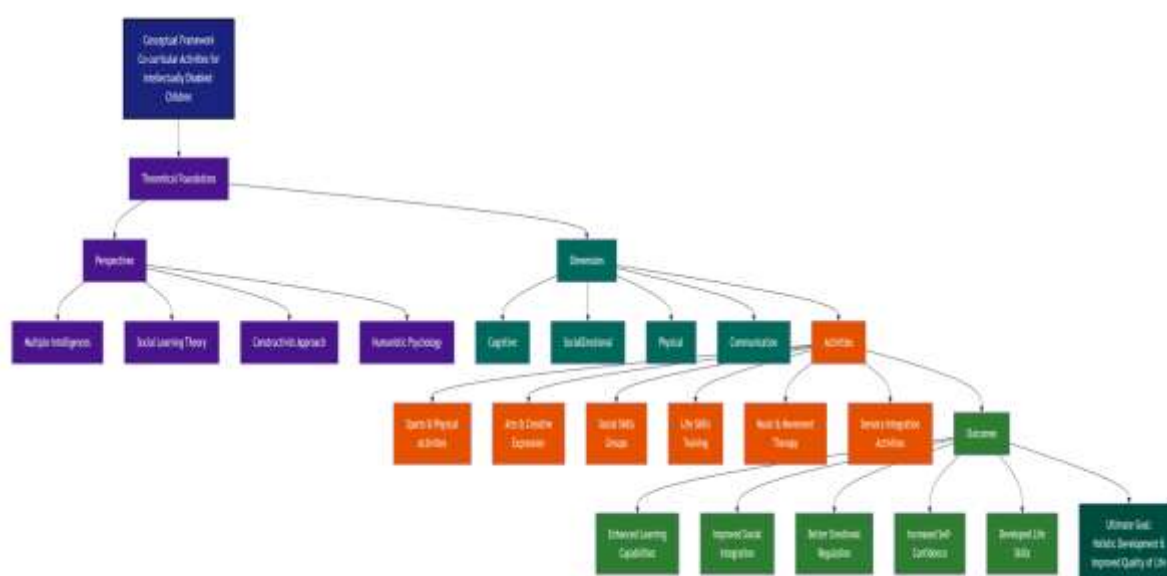 Conceptual Framework
Co-curricular Activities for
Intellectually Disabled
Children
Theoretical Foundations
Perspectives
Dimensions
Multiple Intelligences
Social Learning Theory
Constructivist Approach
Humanistic Psychology
Cognitive
Social/Emotional
Physical
Communication
Activities
Sports & Physical
Activities
Arts & Creative
Expression
Social Skills
Groups
Life Skills
Training
Music & Movement
Therapy
Sensory Integration
Activities
Outcomes
Enhanced Learning
Capabilities
Improved Social
Integration
Better Emotional
Regulation
Increased Self-
Confidence
Developed Life
Skills
Ultimate Goal:
Holistic Development &
Improved Quality of Life